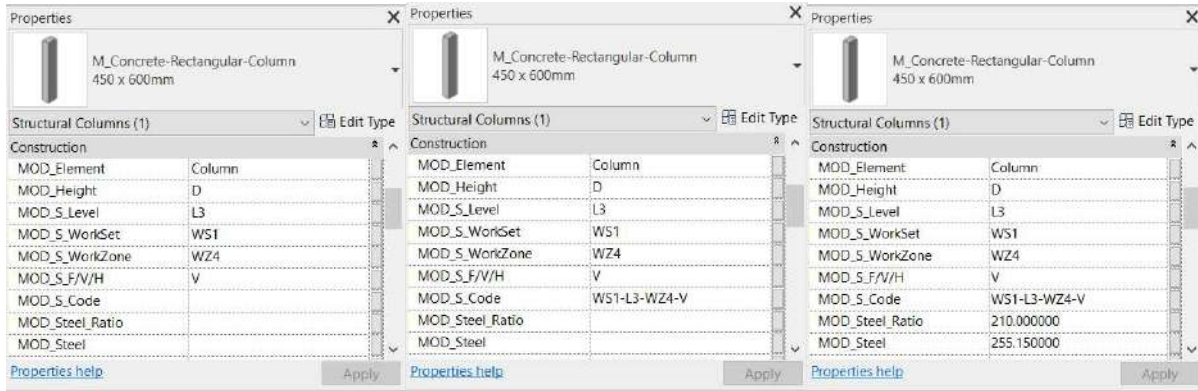 Properties X
M_Concrete-Rectangular-Column
450 x 600mm
Structural Columns (1) Edit Type
Construction
MOD_Element Column
MOD_Height D
MOD_S_Level L3
MOD_S_WorkSet WS1
MOD_S_WorkZone WZ4
MOD_S_F/V/H V
MOD_S_Code
MOD_Steel_Ratio
MOD_Steel
Properties help Apply
Properties X
M_Concrete-Rectangular-Column
450 x 600mm
Structural Columns (1) Edit Type
Construction
MOD_Element Column
MOD_Height D
MOD_S_Level L3
MOD_S_WorkSet WS1
MOD_S_WorkZone WZ4
MOD_S_F/V/H V
MOD_S_Code WS1-L3-WZ4-V
MOD_Steel_Ratio
MOD_Steel
Properties help Apply
Properties X
M_Concrete-Rectangular-Column
450 x 600mm
Structural Columns (1) Edit Type
Construction
MOD_Element Column
MOD_Height D
MOD_S_Level L3
MOD_S_WorkSet WS1
MOD_S_WorkZone WZ4
MOD_S_F/V/H V
MOD_S_Code WS1-L3-WZ4-V
MOD_Steel_Ratio 210.000000
MOD_Steel 255.150000
Properties help Apply